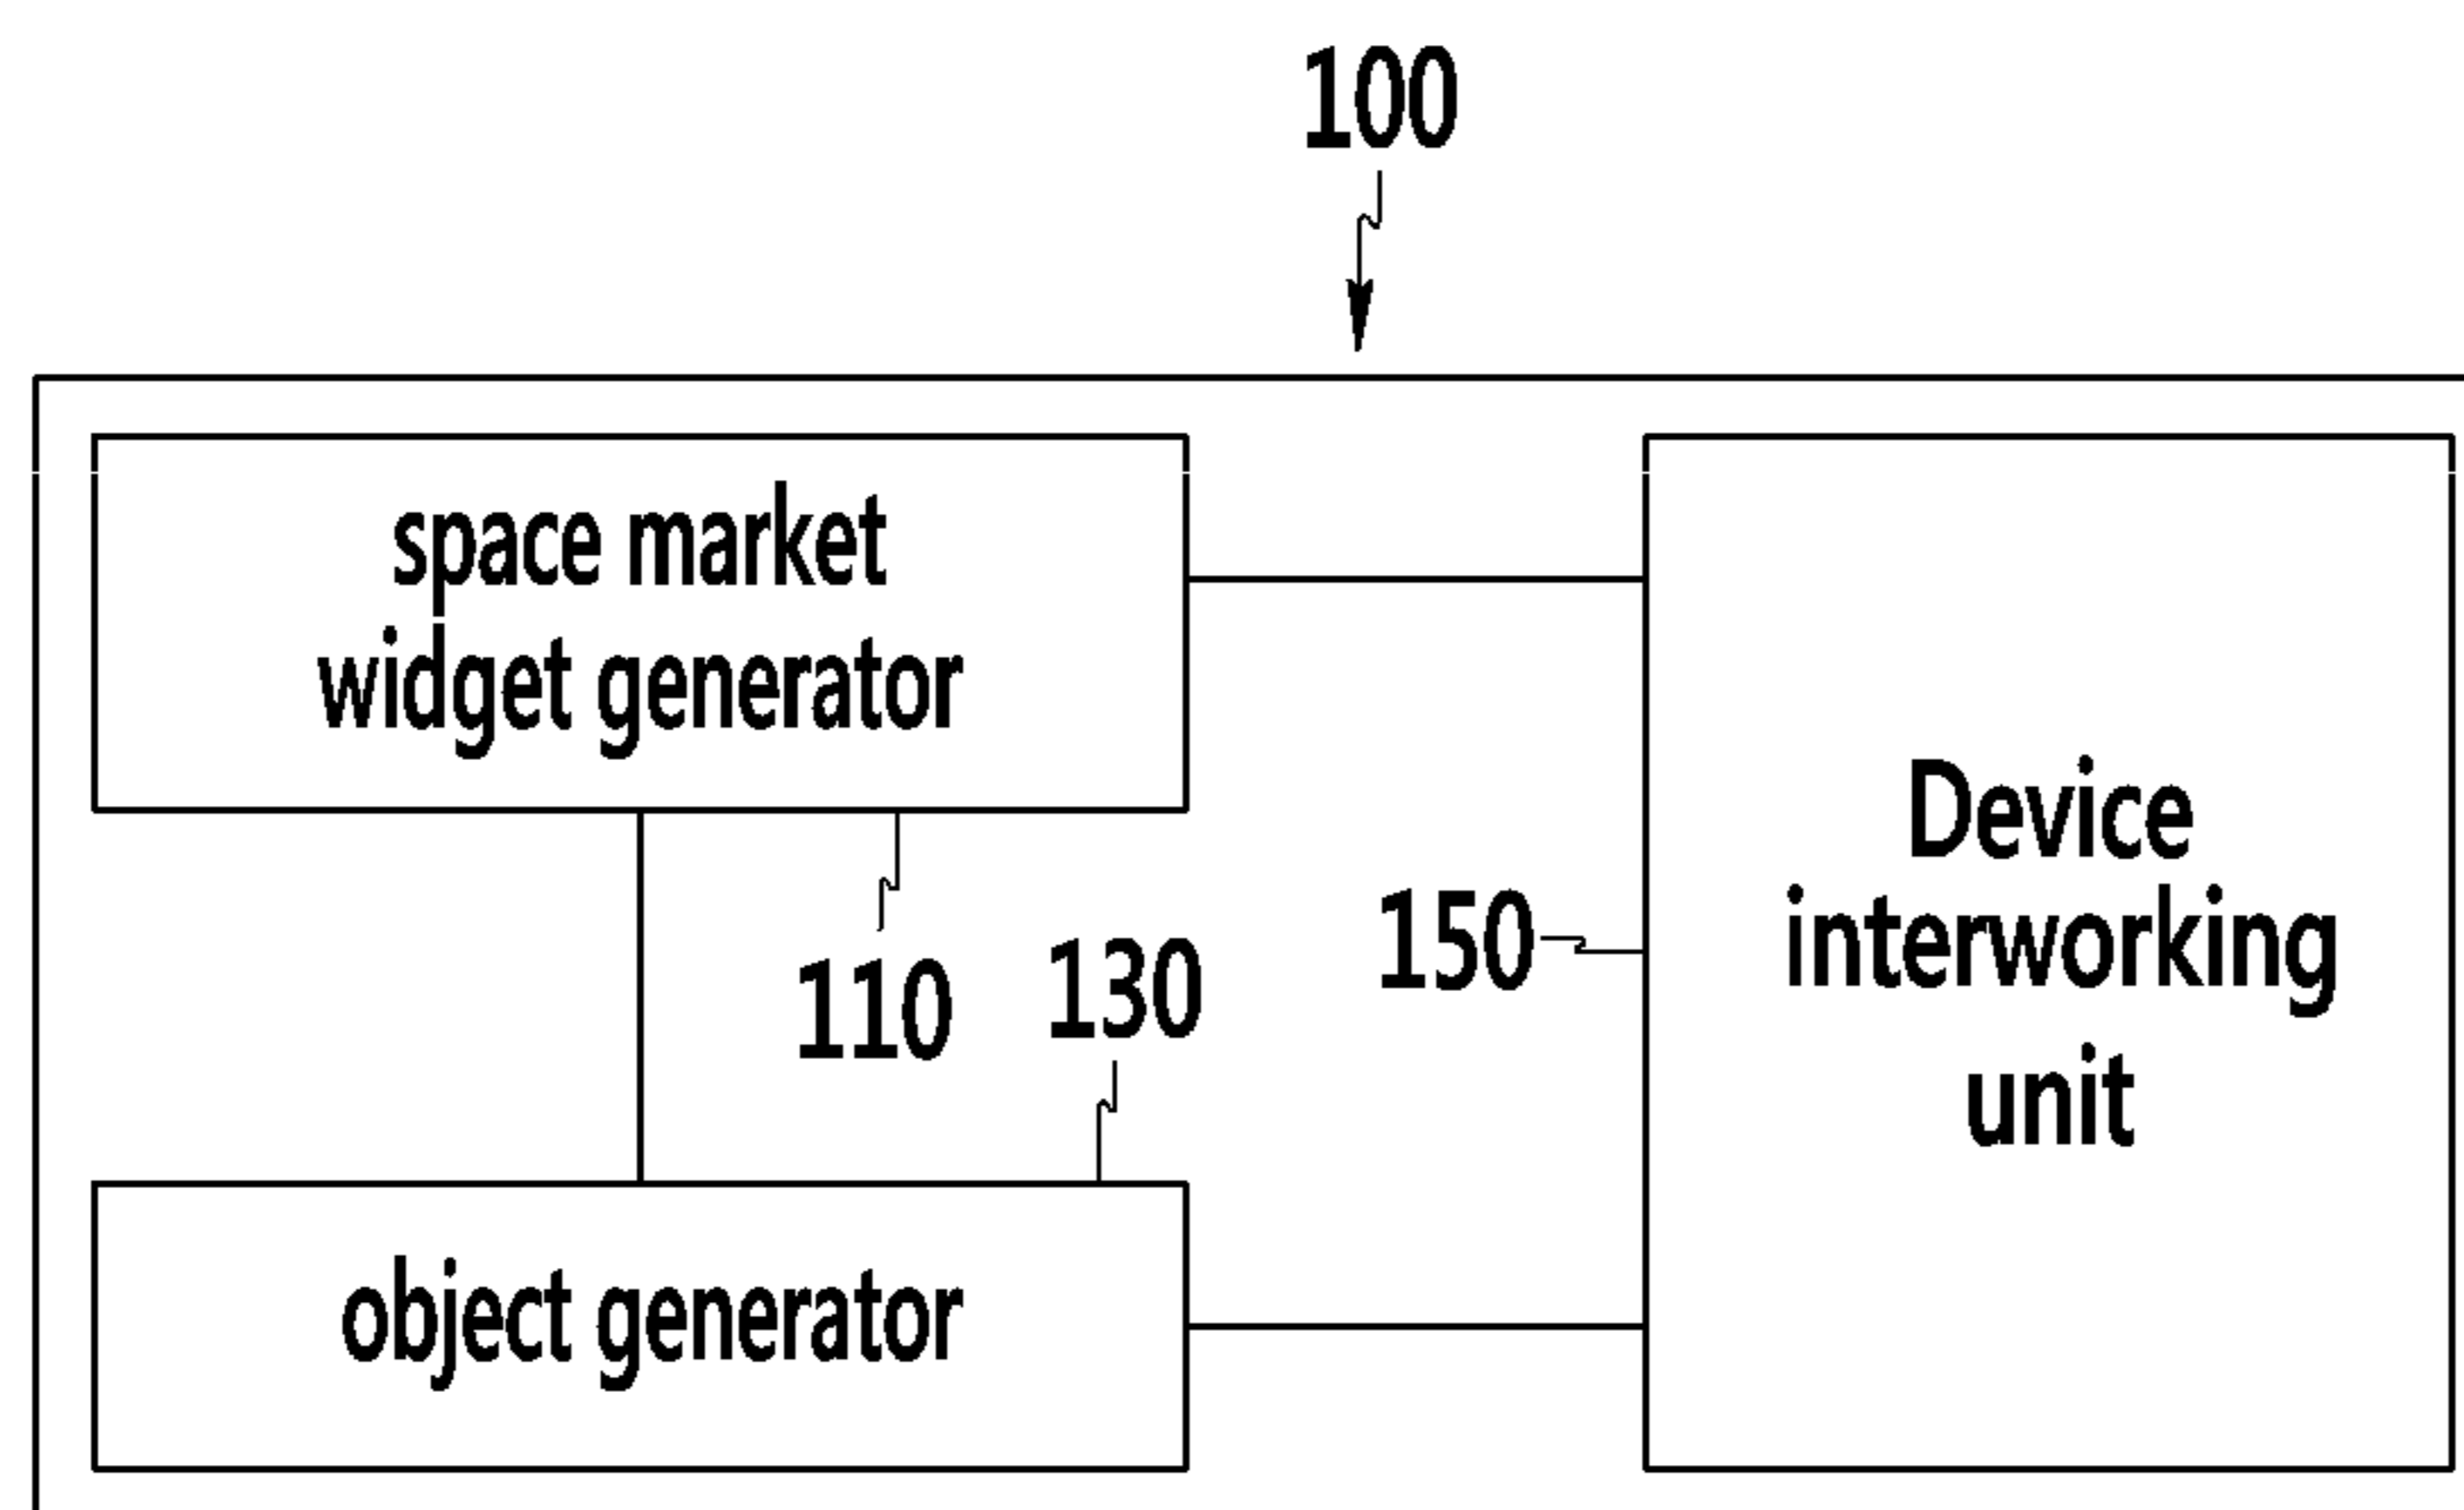 100
space market
widget generator
110
130
150
Device
interworking
unit
object generator